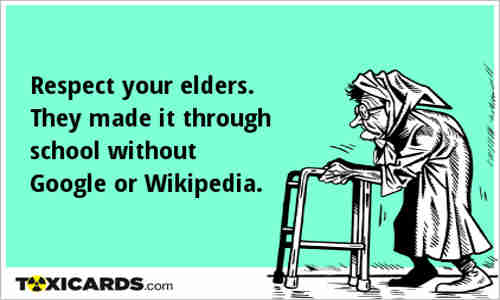 Respect your elders.
They made it through
school without
Google or Wikipedia.
TOXICARDS.com